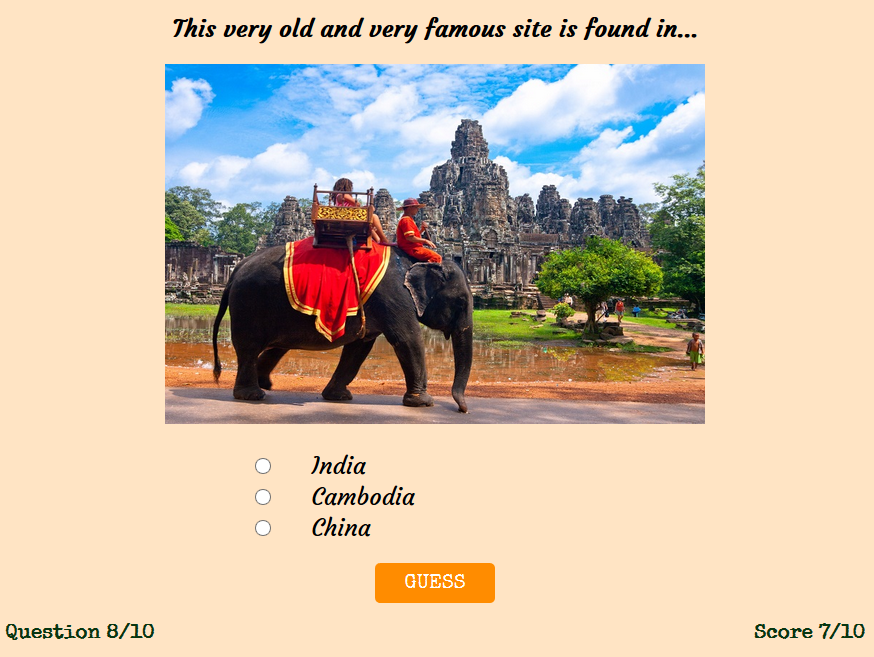 This very old and very famous site is found in...
India
Cambodia
China
GUESS
Question 8/10
Score 7/10